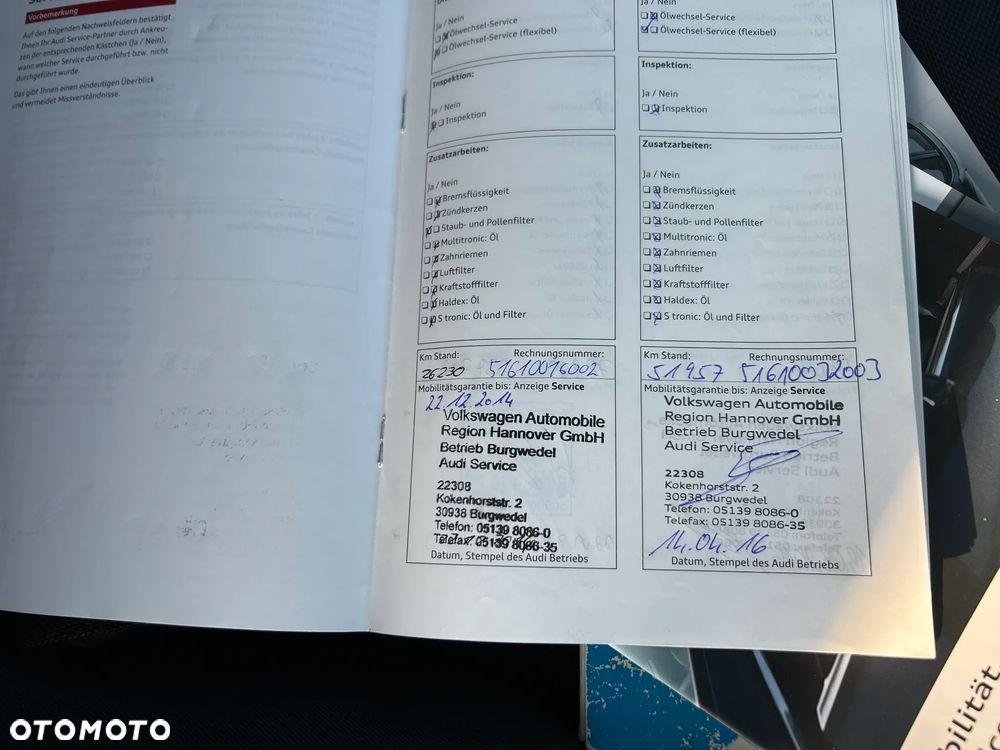 Vorbemerkung
Auf den folgenden Nachweisfeldern bestätigt
Ihnen Ihr Audi Service-Partner durch Ankreu-
zen der entsprechenden Kästchen (Ja / Nein),
wann welcher Service durchgeführt bzw. nicht
durchgeführt wurde.
Das gibt Ihnen einen eindeutigen Überblick
und vermeidet Missverständnisse.
Ja / Nein
Ölwechsel-Service
Ölwechsel-Service (flexibel)
Inspektion:
Ja / Nein
Inspektion
Zusatzarbeiten:
Ja / Nein
Bremsflüssigkeit
Zündkerzen
Staub- und Pollenfilter
Multitronic: Öl
Zahnriemen
Luftfilter
Kraftstofffilter
Haldex: Öl
S tronic: Öl und Filter
Km Stand: Rechnungsnummer:
26230 51610016002
Mobilitätsgarantie bis: Anzeige Service
22.12.2014
Volkswagen Automobile
Region Hannover GmbH
Betrieb Burgwedel
Audi Service
22308
Kokenhorststr. 2
30938 Burgwedel
Telefon: 05139 8086-0
Telefax: 05139 8086-35
Datum, Stempel des Audi Betriebs
Ja / Nein
Ölwechsel-Service
Ölwechsel-Service (flexibel)
Inspektion:
Ja / Nein
Inspektion
Zusatzarbeiten:
Ja / Nein
Bremsflüssigkeit
Zündkerzen
Staub- und Pollenfilter
Multitronic: Öl
Zahnriemen
Luftfilter
Kraftstofffilter
Haldex: Öl
S tronic: Öl und Filter
Km Stand: Rechnungsnummer:
51957 51610032003
Mobilitätsgarantie bis: Anzeige Service
Volkswagen Automobile
Region Hannover GmbH
Betrieb Burgwedel
Audi Service
22308
Kokenhorststr. 2
30938 Burgwedel
Telefon: 05139 8086-0
Telefax: 05139 8086-35
14.04.16
Datum, Stempel des Audi Betriebs
OTOMOTO